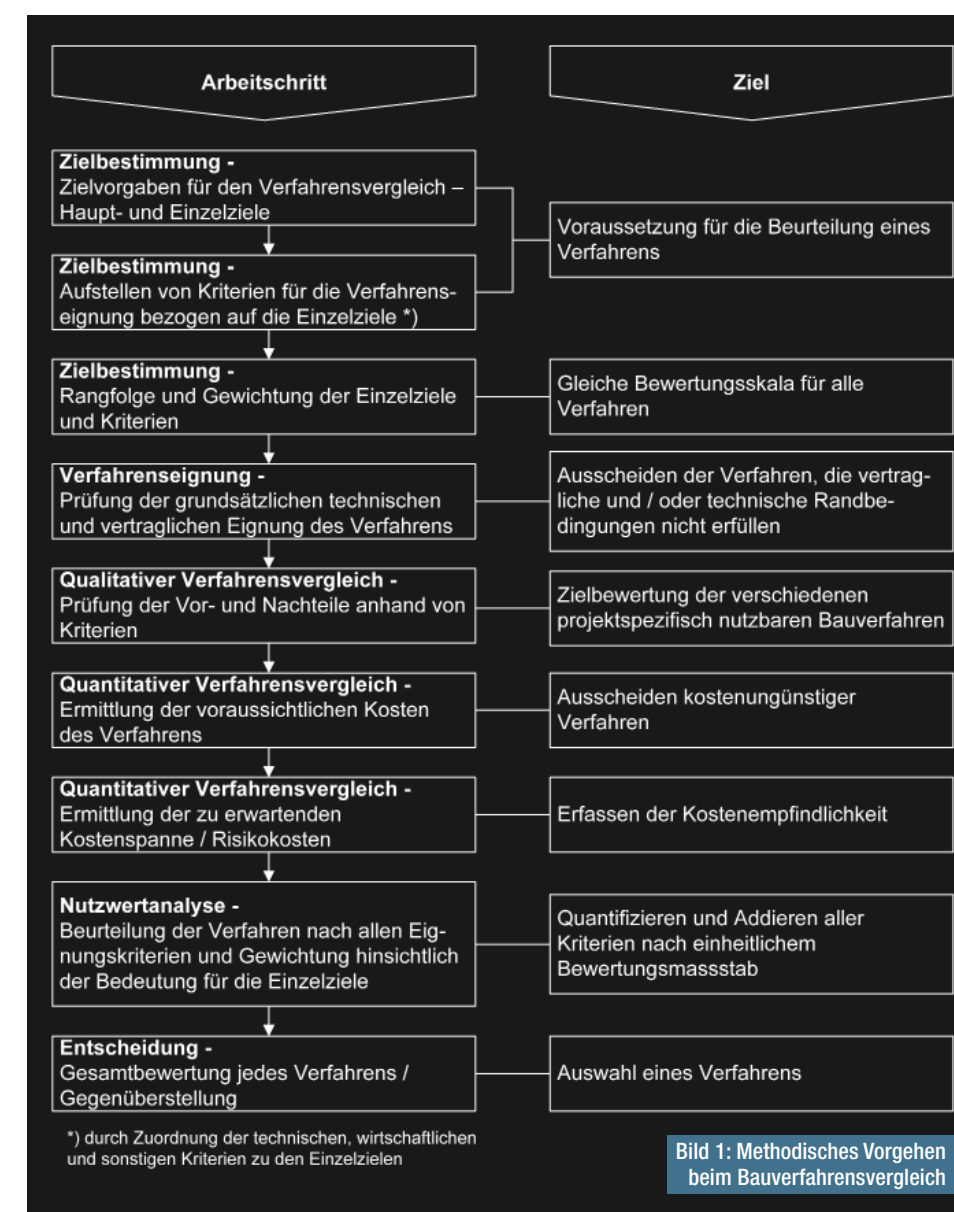 Arbeitschritt
Ziel
Zielbestimmung -
Zielvorgaben für den Verfahrensvergleich –
Haupt- und Einzelziele
Voraussetzung für die Beurteilung eines
Verfahrens
Zielbestimmung -
Aufstellen von Kriterien für die Verfahrens-
eignung bezogen auf die Einzelziele *)
Zielbestimmung -
Rangfolge und Gewichtung der Einzelziele
und Kriterien
Gleiche Bewertungsskala für alle
Verfahren
Verfahrenseignung -
Prüfung der grundsätzlichen technischen
und vertraglichen Eignung des Verfahrens
Ausscheiden der Verfahren, die vertrag-
liche und / oder technische Randbe-
dingungen nicht erfüllen
Qualitativer Verfahrensvergleich -
Prüfung der Vor- und Nachteile anhand von
Kriterien
Zielbewertung der verschiedenen
projektspezifisch nutzbaren Bauverfahren
Quantitativer Verfahrensvergleich -
Ermittlung der voraussichtlichen Kosten
des Verfahrens
Ausscheiden kostenungünstiger
Verfahren
Quantitativer Verfahrensvergleich -
Ermittlung der zu erwartenden
Kostenspanne / Risikokosten
Erfassen der Kostenempfindlichkeit
Nutzwertanalyse -
Beurteilung der Verfahren nach allen Eig-
nungskriterien und Gewichtung hinsichtlich
der Bedeutung für die Einzelziele
Quantifizieren und Addieren aller
Kriterien nach einheitlichem
Bewertungsmassstab
Entscheidung -
Gesamtbewertung jedes Verfahrens /
Gegenüberstellung
Auswahl eines Verfahrens
*) durch Zuordnung der technischen, wirtschaftlichen
und sonstigen Kriterien zu den Einzelzielen
Bild 1: Methodisches Vorgehen
beim Bauverfahrensvergleich